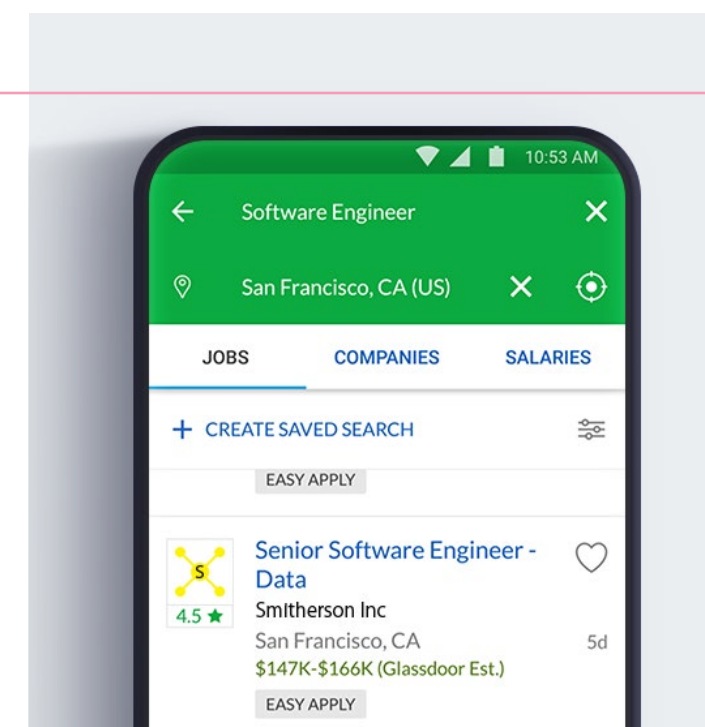 10:53 AM
Software Engineer
San Francisco, CA (US)
JOBS COMPANIES SALARIES
CREATE SAVED SEARCH
EASY APPLY
S
4.5
Senior Software Engineer -
Data
Smitherson Inc
San Francisco, CA
5d
$147K-$166K (Glassdoor Est.)
EASY APPLY